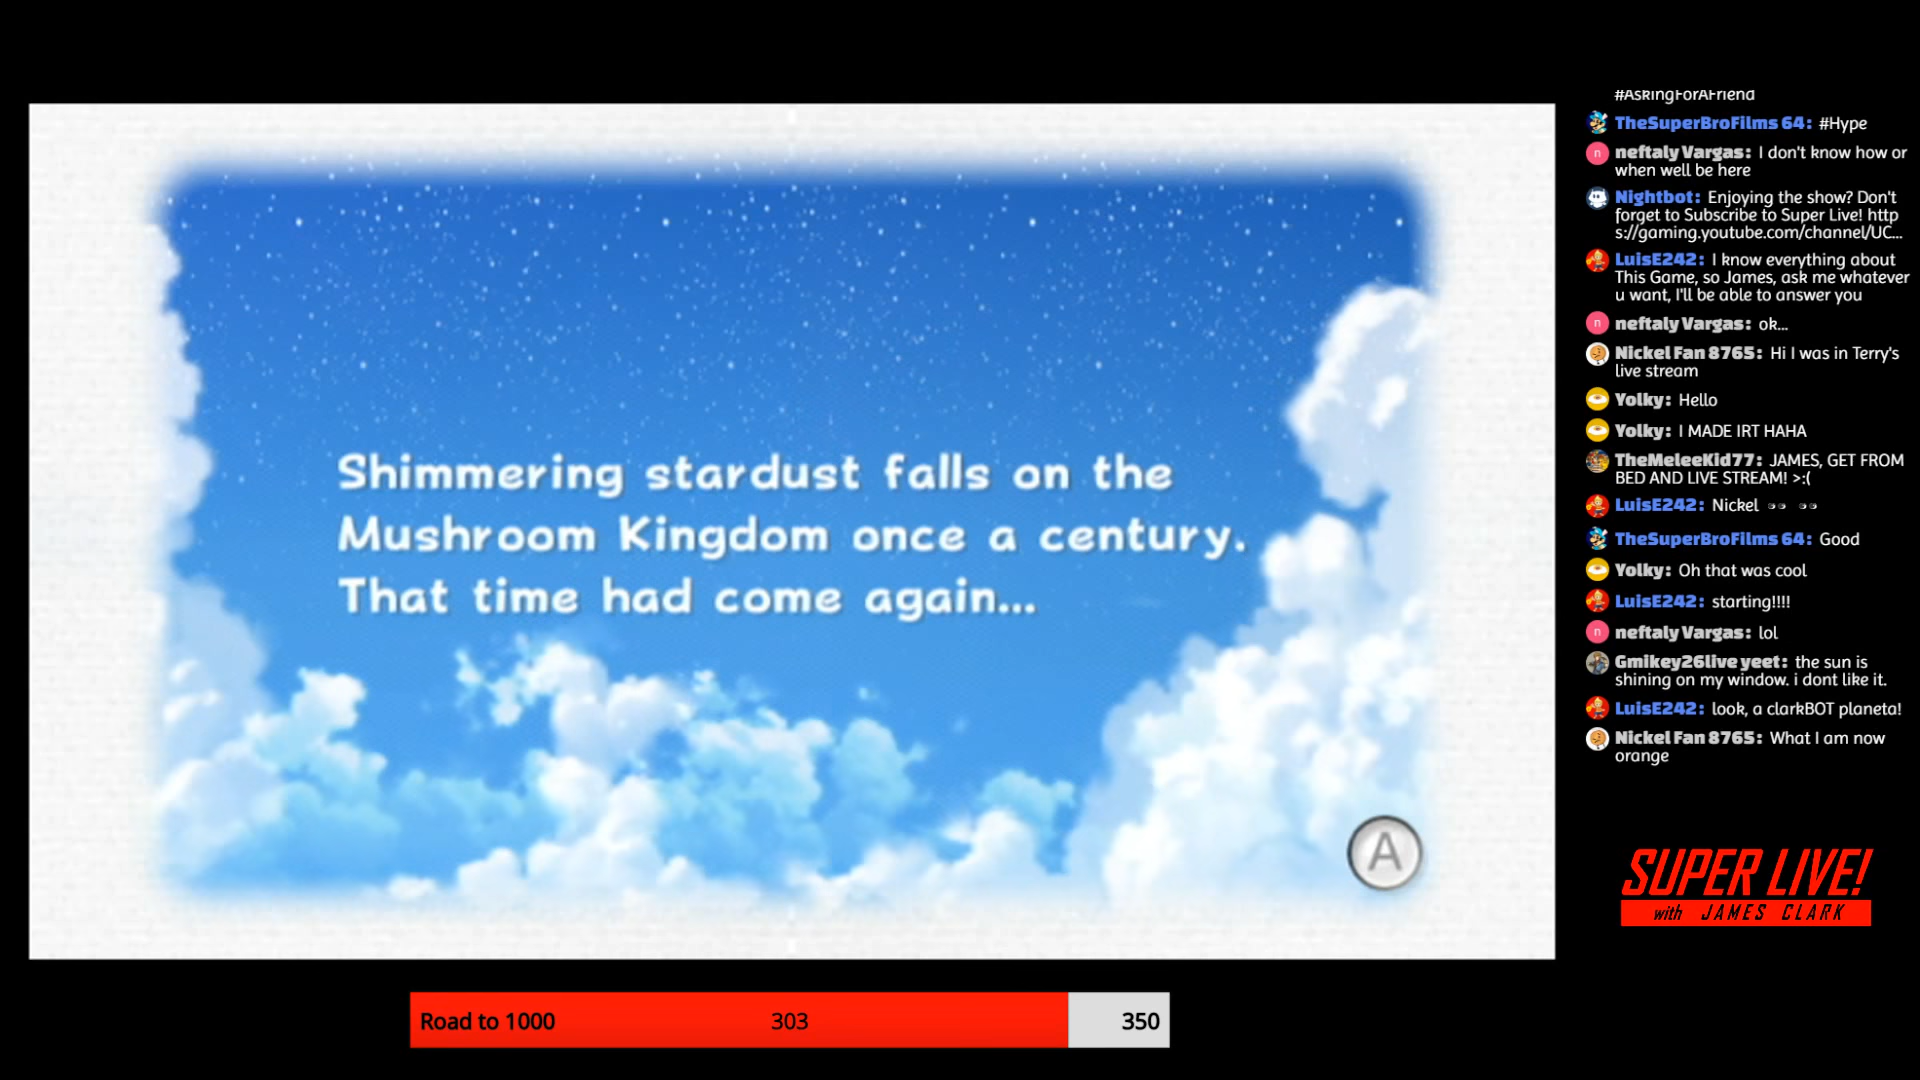 Shimmering stardust falls on the
Mushroom Kingdom once a century.
That time had come again...
A
#AskingForAFriend
TheSuperBroFilms 64: #Hype
n
neftaly Vargas: I don't know how or
when well be here
Nightbot: Enjoying the show? Don't
forget to Subscribe to Super Live! http
s://gaming.youtube.com/channel/UC...
LuisE242: I know everything about
This Game, so James, ask me whatever
u want, I'll be able to answer you
n
neftaly Vargas: ok...
Nickel Fan 8765: Hi I was in Terry's
live stream
Yolky: Hello
Yolky: I MADE IRT HAHA
TheMeleeKid77: JAMES, GET FROM
BED AND LIVE STREAM! >:(
LuisE242: Nickel 👀 👀
TheSuperBroFilms 64: Good
Yolky: Oh that was cool
LuisE242: starting!!!!
n
neftaly Vargas: lol
Gmikey26live yeet: the sun is
shining on my window. i dont like it.
LuisE242: look, a clarkBOT planeta!
Nickel Fan 8765: What I am now
orange
SUPER LIVE!
with JAMES CLARK
Road to 1000 303 350